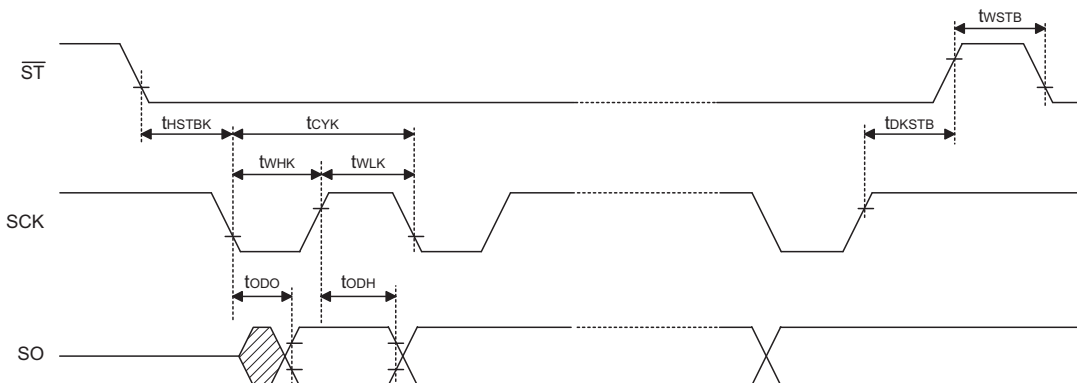 tWSTB
ST
tHSTBK
tCYK
tDKSTB
tWHK
tWLK
SCK
tODO
tODH
SO